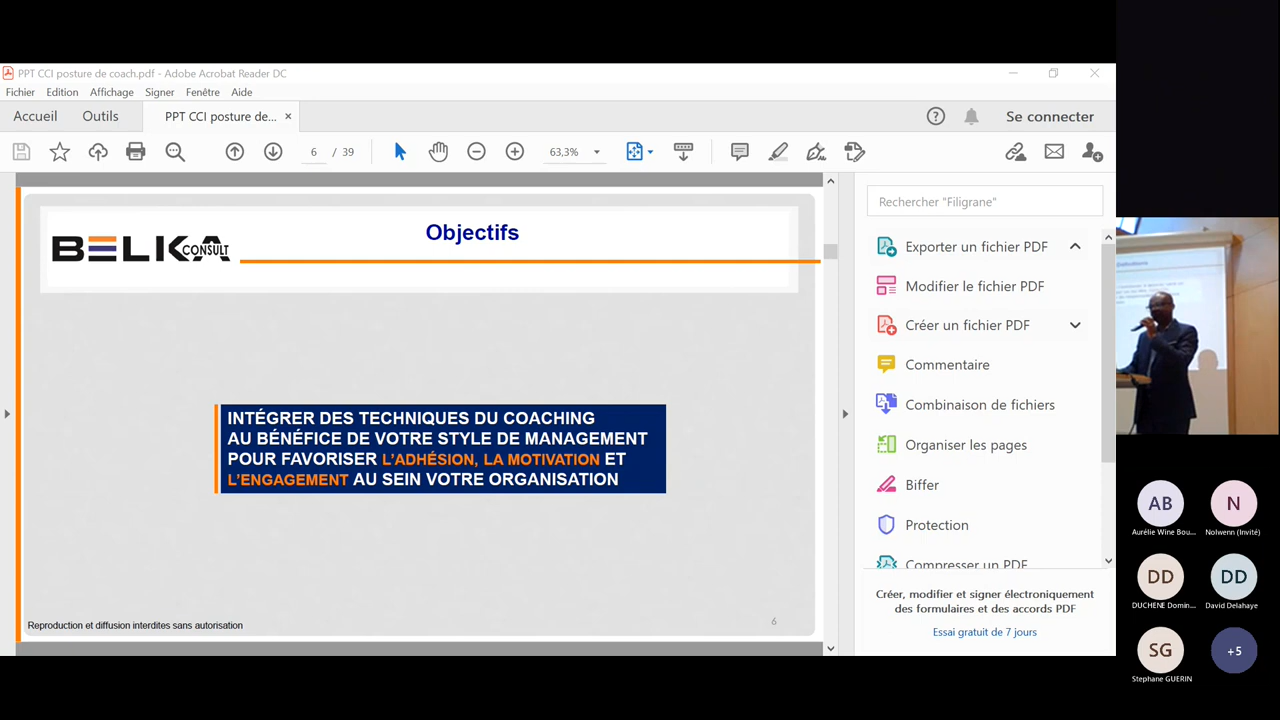 PPT CCI posture de coach.pdf - Adobe Acrobat Reader DC
Fichier Edition Affichage Signer Fenêtre Aide
Accueil Outils PPT CCI posture de... × Se connecter
6 / 39 63,3%
BELIKA CONSULT
Objectifs
INTÉGRER DES TECHNIQUES DU COACHING
AU BÉNÉFICE DE VOTRE STYLE DE MANAGEMENT
POUR FAVORISER L'ADHÉSION, LA MOTIVATION ET
L'ENGAGEMENT AU SEIN VOTRE ORGANISATION
Reproduction et diffusion interdites sans autorisation
6
Rechercher "Filigrane"
Exporter un fichier PDF
Modifier le fichier PDF
Créer un fichier PDF
Commentaire
Combinaison de fichiers
Organiser les pages
Biffer
Protection
Compresser un PDF
Créer, modifier et signer électroniquement
des formulaires et des accords PDF
Essai gratuit de 7 jours
AB N
Aurélie Wine Bou... Nolwenn (Invité)
DD DD
DUCHENE Domin... David Delahaye
SG +5
Stephane GUERIN